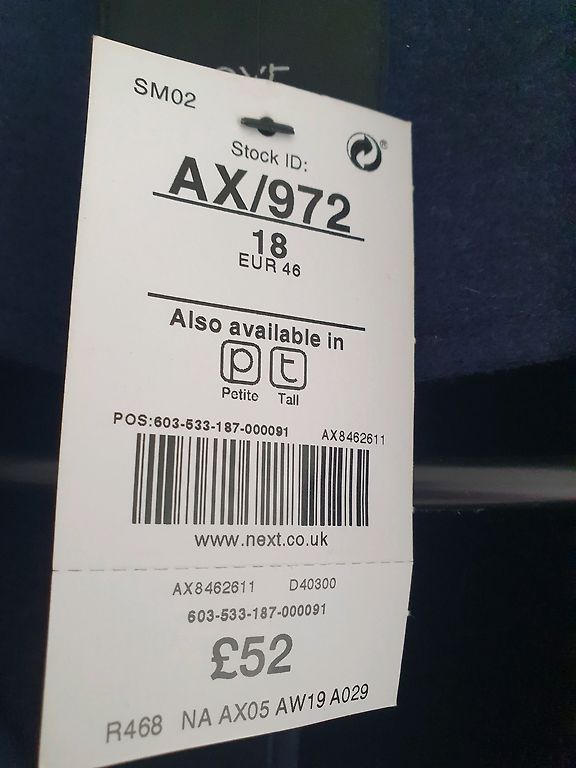 SM02
Stock ID:
AX/972
18
EUR 46
Also available in
p t
Petite Tall
POS:603-533-187-000091 AX8462611
www.next.co.uk
AX8462611 D40300
603-533-187-000091
£52
R468 NA AX05 AW19 A029